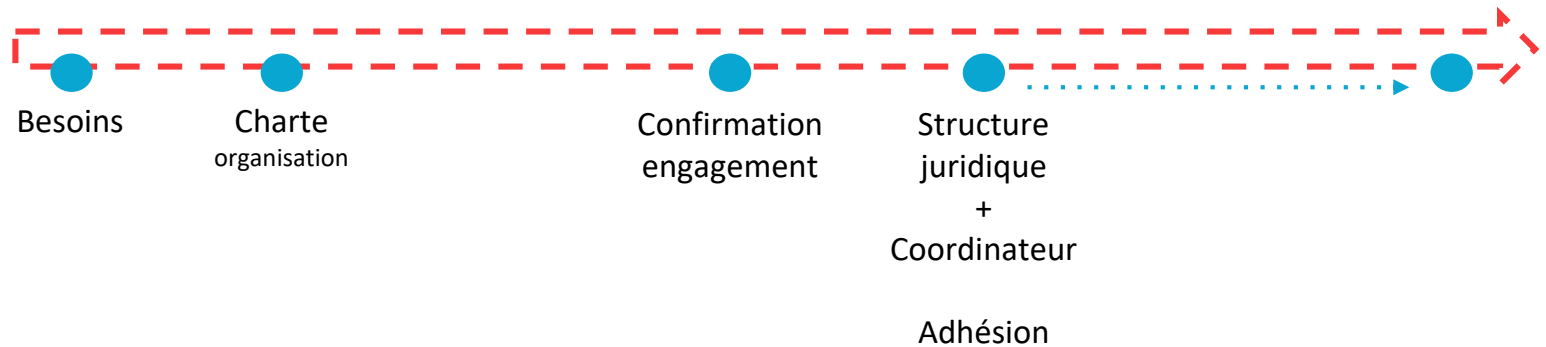 Besoins
Charte
organisation
Confirmation
engagement
Structure
juridique
+
Coordinateur
Adhésion